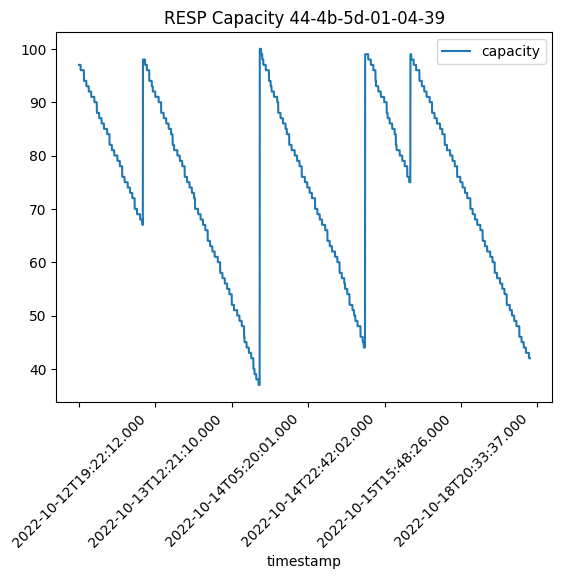 RESP Capacity 44-4b-5d-01-04-39
capacity
100
90
80
70
60
50
40
2022-10-12T19:22:12.000
2022-10-13T12:21:10.000
2022-10-14T05:20:01.000
2022-10-14T22:42:02.000
2022-10-15T15:48:26.000
2022-10-18T20:33:37.000
timestamp